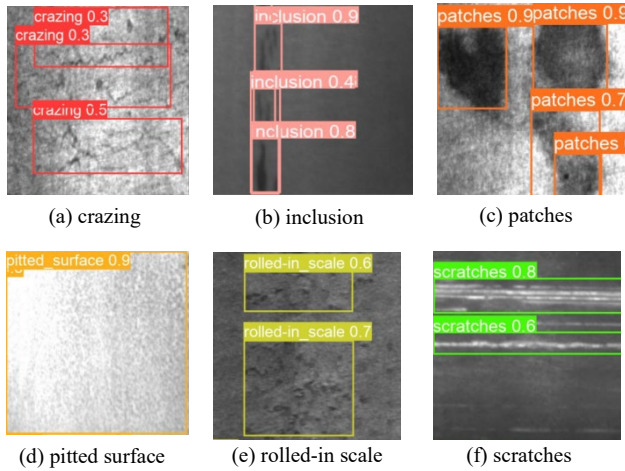 crazing 0.3
crazing 0.3
crazing 0.5
inclusion 0.9
inclusion 0.4
nclusion 0.8
patches 0.9
patches 0.9
patches 0.7
patches
(a) crazing
(b) inclusion
(c) patches
pitted_surface 0.9
rolled-in_scale 0.6
rolled-in_scale 0.7
scratches 0.8
scratches 0.6
(d) pitted surface
(e) rolled-in scale
(f) scratches